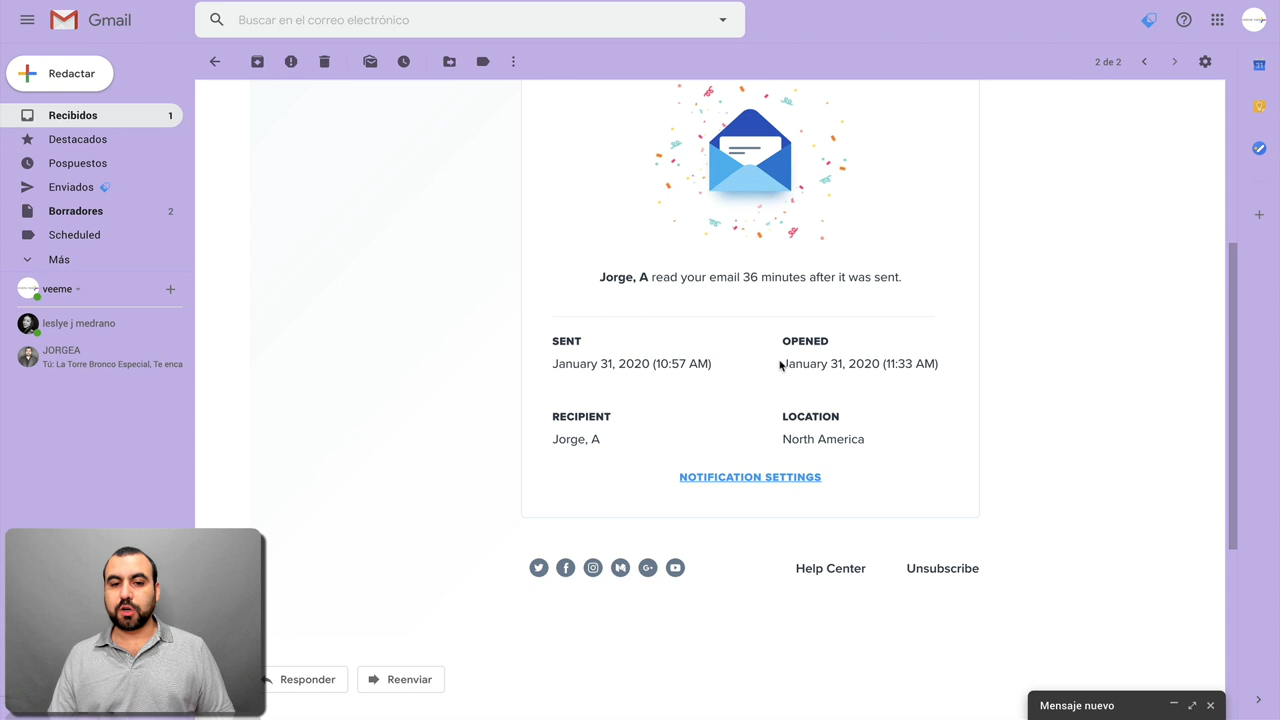 Gmail
Buscar en el correo electrónico
Redactar
2 de 2
Recibidos 1
Destacados
Pospuestos
Enviados
Borradores 2
Scheduled
Más
veeme
leslye j medrano
JORGEA
Tú: La Torre Bronco Especial, Te enca
Jorge, A read your email 36 minutes after it was sent.
SENT
January 31, 2020 (10:57 AM)
OPENED
January 31, 2020 (11:33 AM)
RECIPIENT
Jorge, A
LOCATION
North America
NOTIFICATION SETTINGS
Help Center
Unsubscribe
Responder
Reenviar
Mensaje nuevo
31